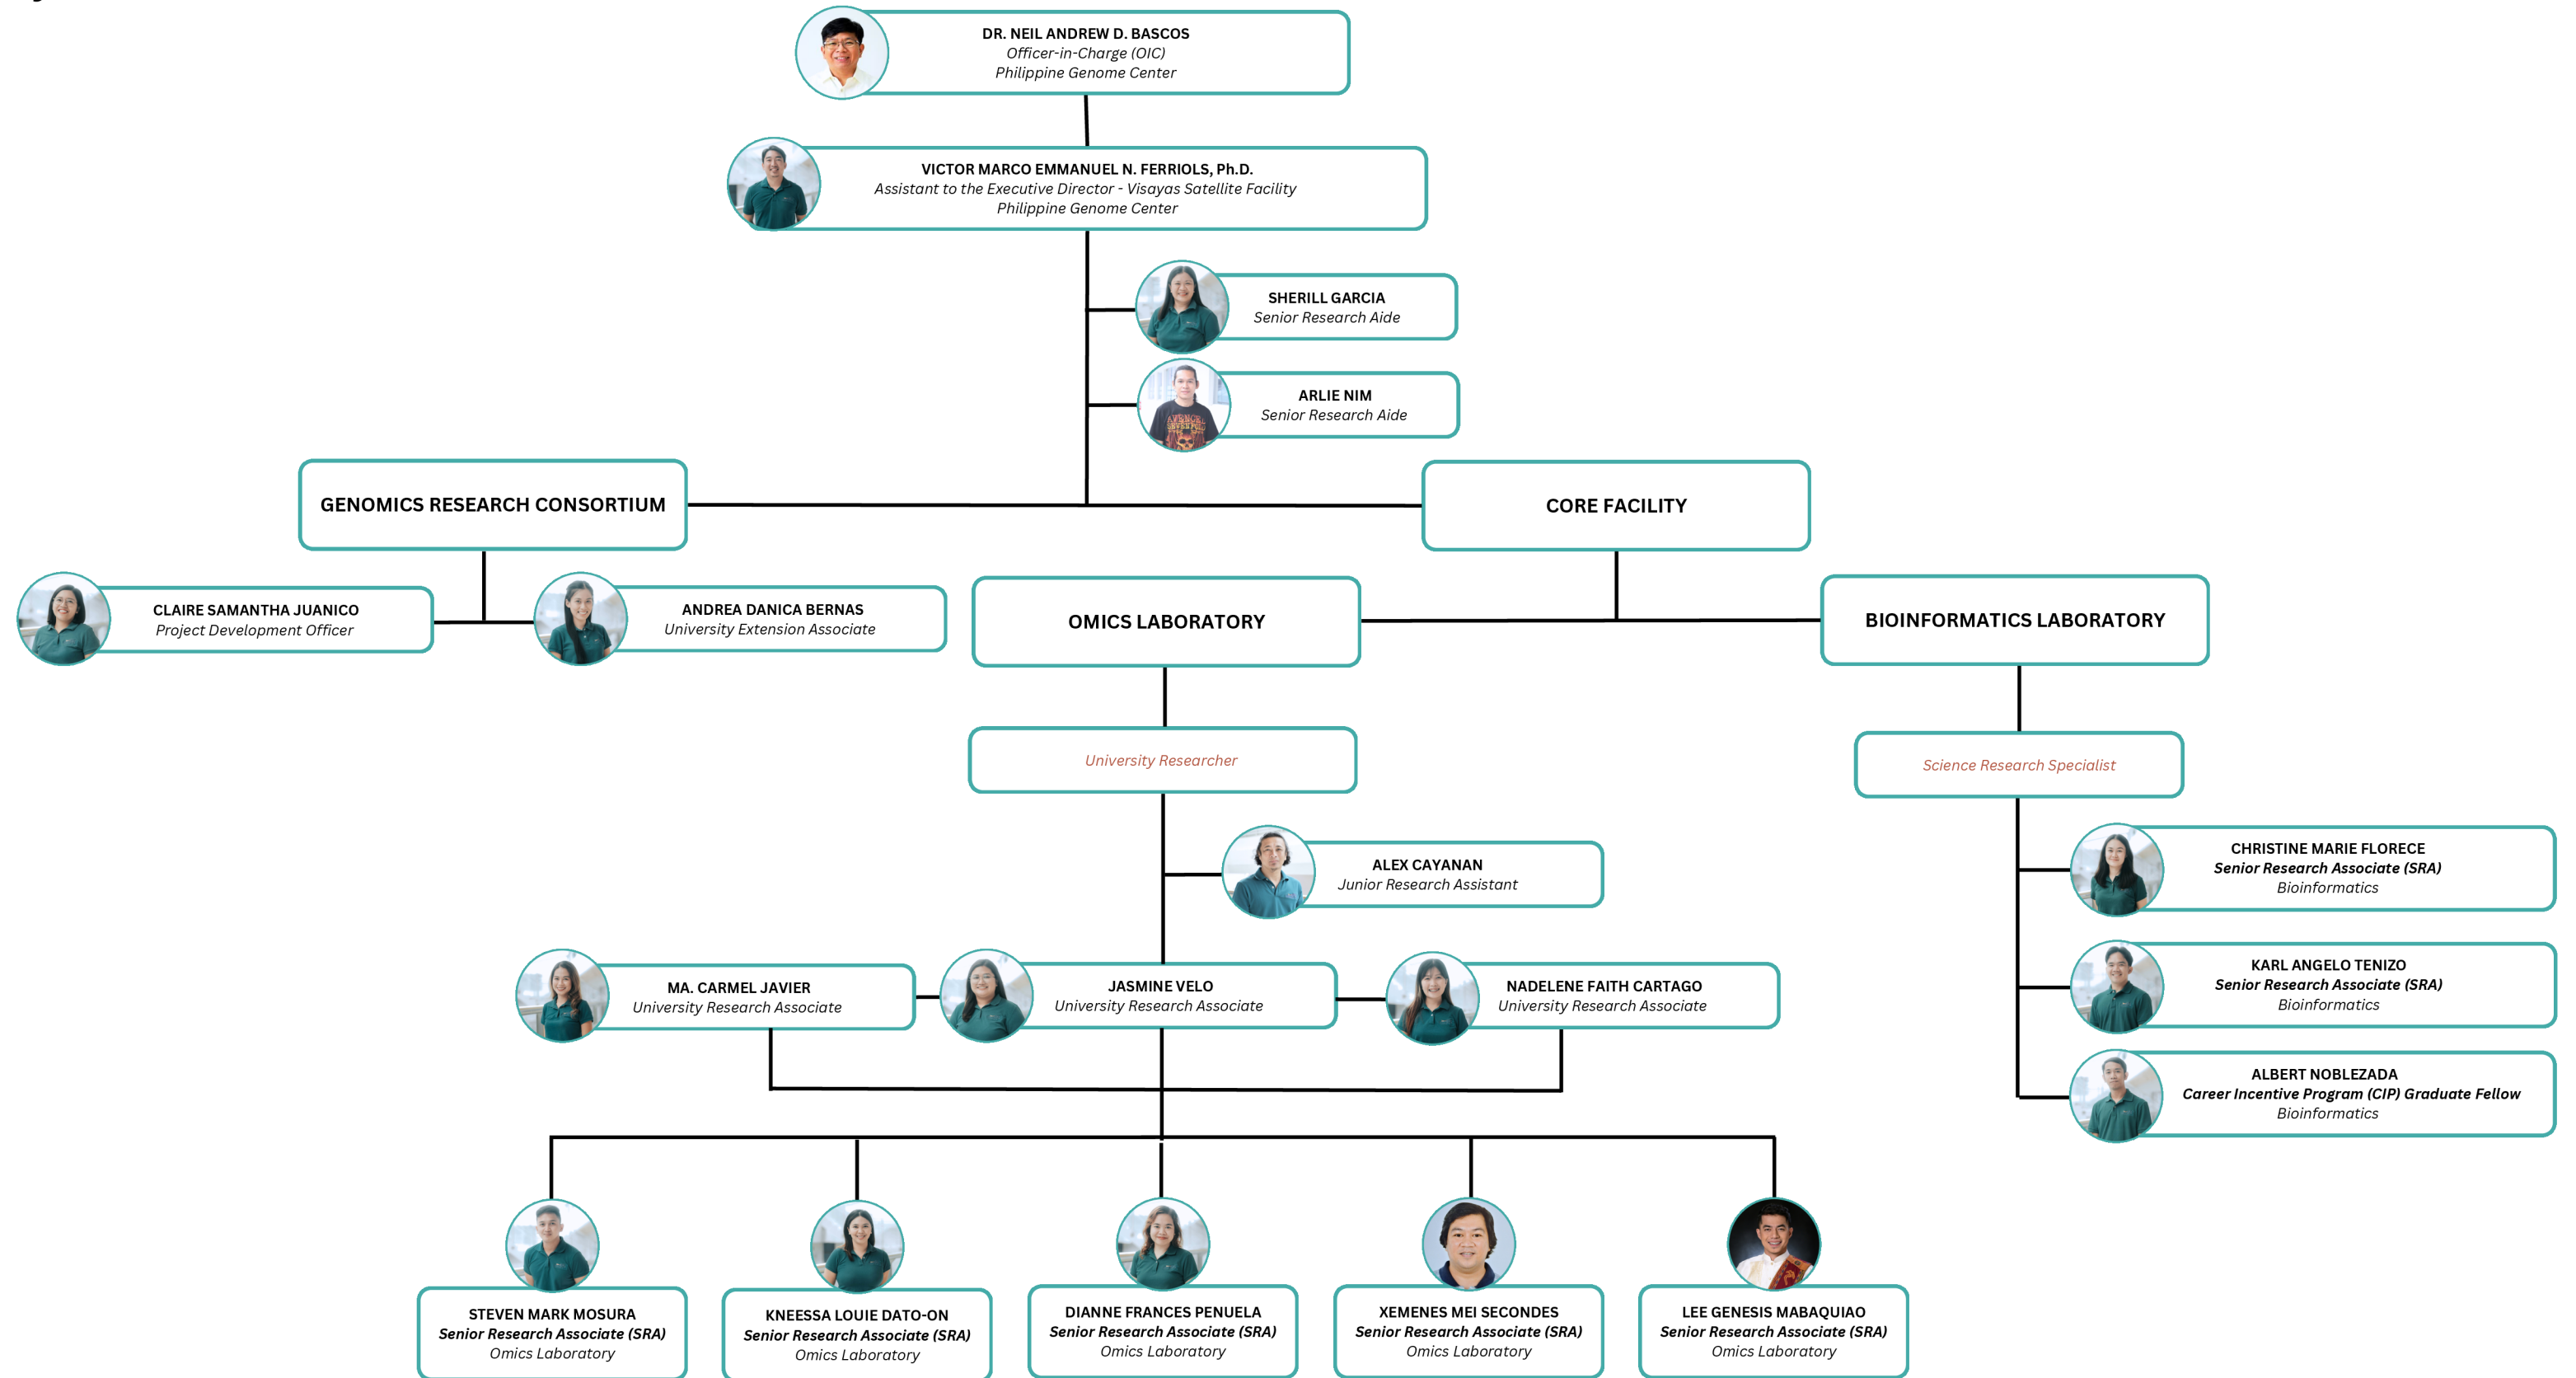 DR. NEIL ANDREW D. BASCOS
Officer-in-Charge (OIC)
Philippine Genome Center
VICTOR MARCO EMMANUEL N. FERRIOLS, Ph.D.
Assistant to the Executive Director - Visayas Satellite Facility
Philippine Genome Center
SHERILL GARCIA
Senior Research Aide
ARLIE NIM
Senior Research Aide
GENOMICS RESEARCH CONSORTIUM
CORE FACILITY
CLAIRE SAMANTHA JUANICO
Project Development Officer
ANDREA DANICA BERNAS
University Extension Associate
OMICS LABORATORY
BIOINFORMATICS LABORATORY
University Researcher
Science Research Specialist
ALEX CAYANAN
Junior Research Assistant
CHRISTINE MARIE FLORECE
Senior Research Associate (SRA)
Bioinformatics
MA. CARMEL JAVIER
University Research Associate
JASMINE VELO
University Research Associate
NADELENE FAITH CARTAGO
University Research Associate
KARL ANGELO TENIZO
Senior Research Associate (SRA)
Bioinformatics
ALBERT NOBLEZADA
Career Incentive Program (CIP) Graduate Fellow
Bioinformatics
STEVEN MARK MOSURA
Senior Research Associate (SRA)
Omics Laboratory
KNEESSA LOUIE DATO-ON
Senior Research Associate (SRA)
Omics Laboratory
DIANNE FRANCES PENUELA
Senior Research Associate (SRA)
Omics Laboratory
XEMENES MEI SECONDES
Senior Research Associate (SRA)
Omics Laboratory
LEE GENESIS MABAQUIAO
Senior Research Associate (SRA)
Omics Laboratory